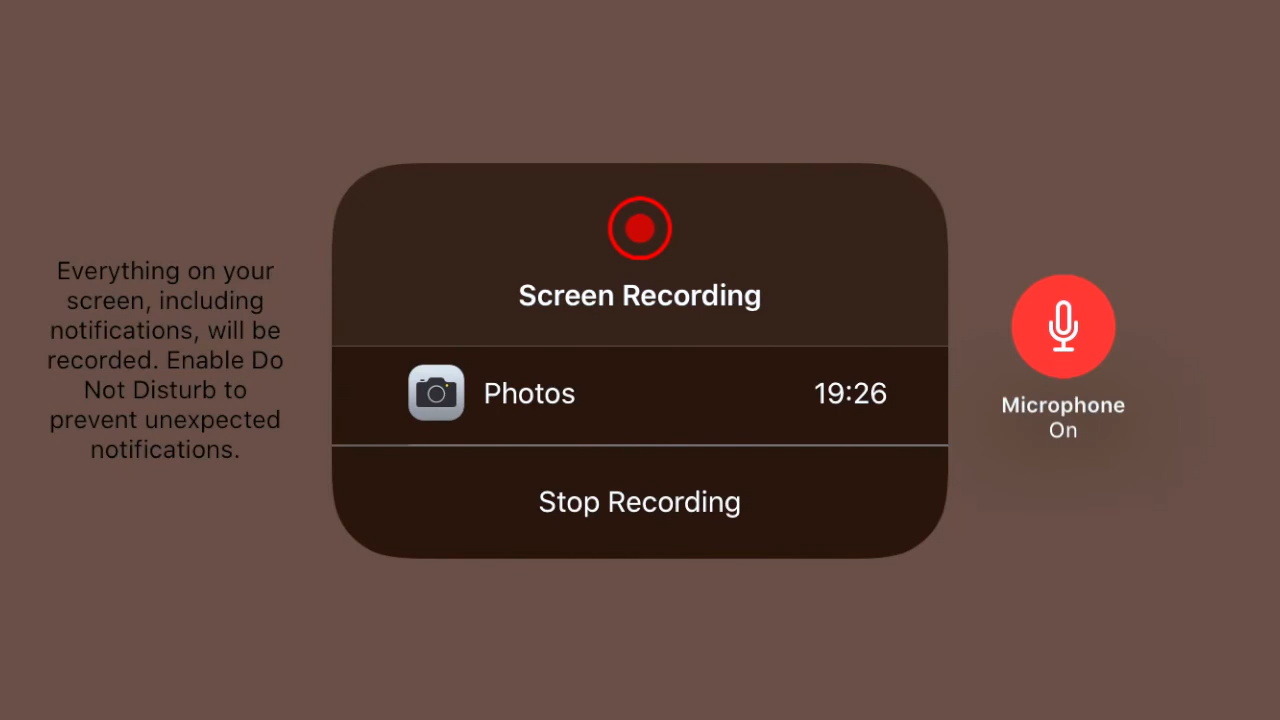 Everything on your
screen, including
notifications, will be
recorded. Enable Do
Not Disturb to
prevent unexpected
notifications.
Screen Recording
Photos 19:26
Stop Recording
Microphone
On